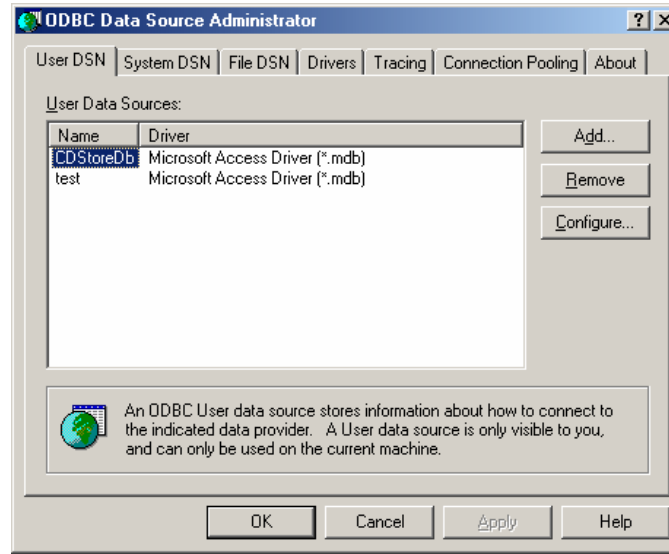 ODBC Data Source Administrator
User DSN System DSN File DSN Drivers Tracing Connection Pooling About
User Data Sources:
Name Driver
CDStoreDb Microsoft Access Driver (*.mdb)
test Microsoft Access Driver (*.mdb)
Add...
Remove
Configure...
An ODBC User data source stores information about how to connect to
the indicated data provider. A User data source is only visible to you,
and can only be used on the current machine.
OK Cancel Apply Help